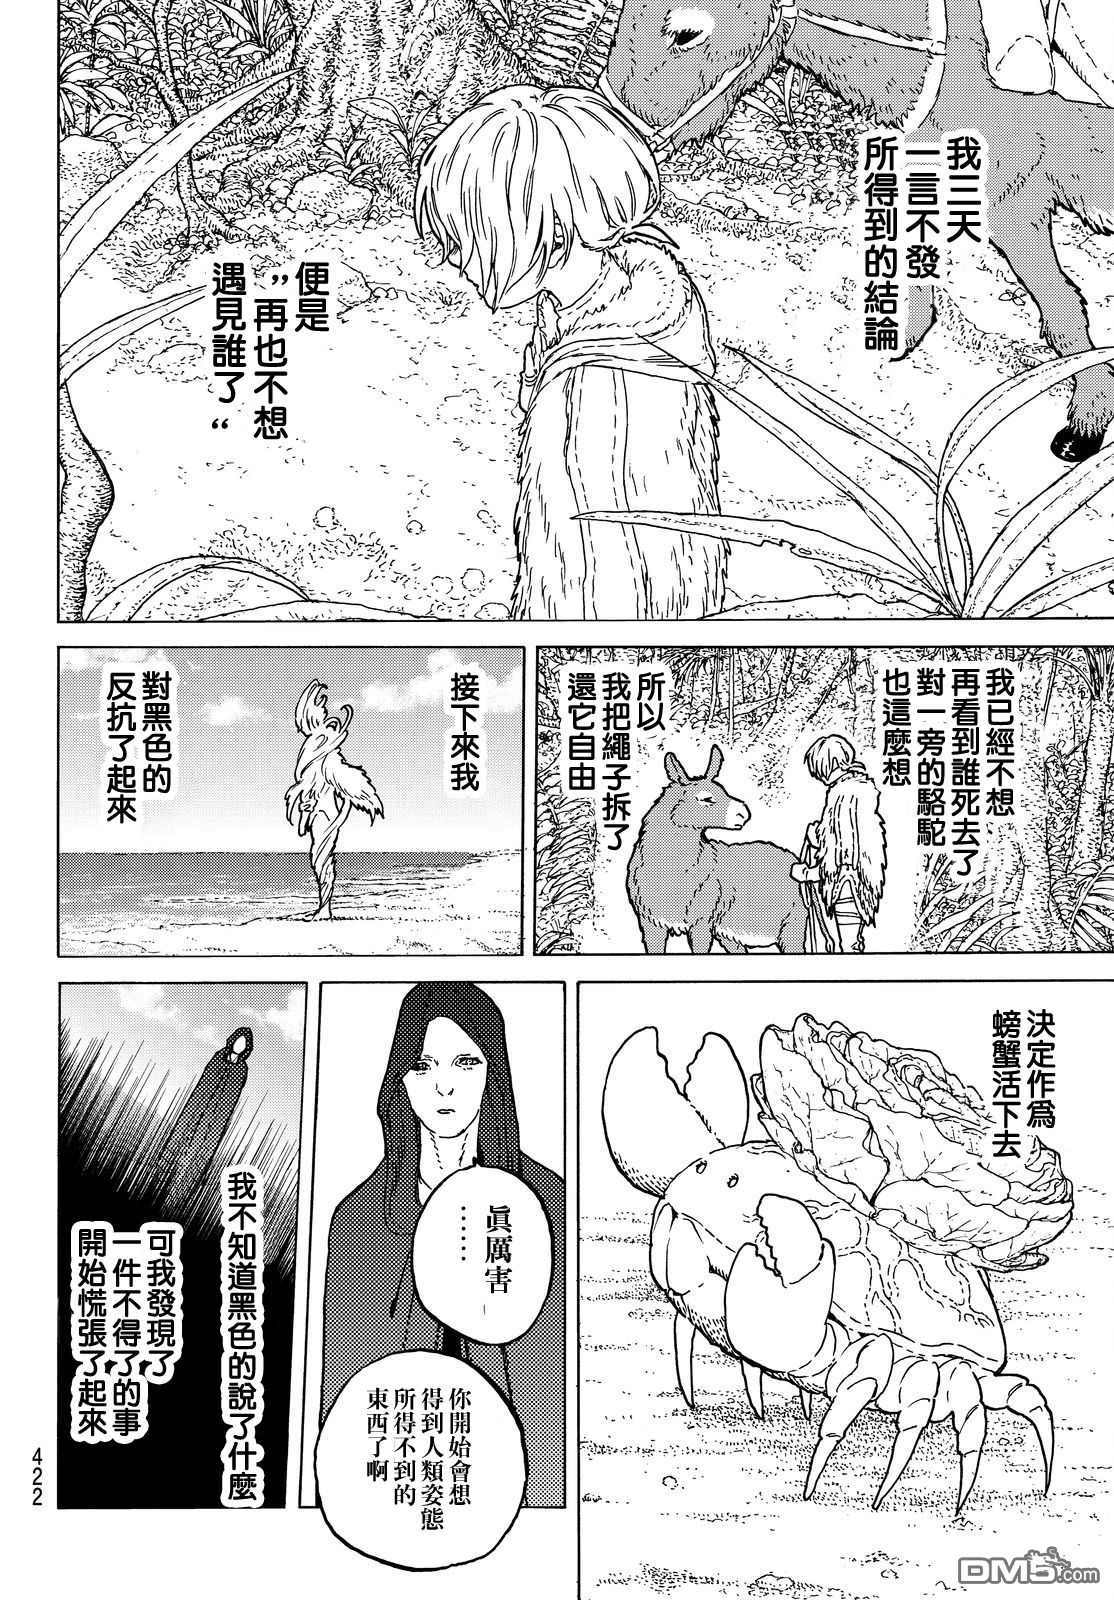 我三天
一言不發
所得到的結論
便是
”再也不想
遇見誰了“
我已經不想
再看到誰死去了
對一旁的駱駝
也這麼想
所以
我把繩子拆了
還它自由
接下來我
對黑色的
反抗了起來
決定作爲
螃蟹活下去
眞厲害
……
你開始會想
得到人類姿態
所得不到的
東西了啊
我不知道黑色的說了什麼
可我發現了
一件不得了的事
開始慌張了起來
422
DM5.com
动漫屋